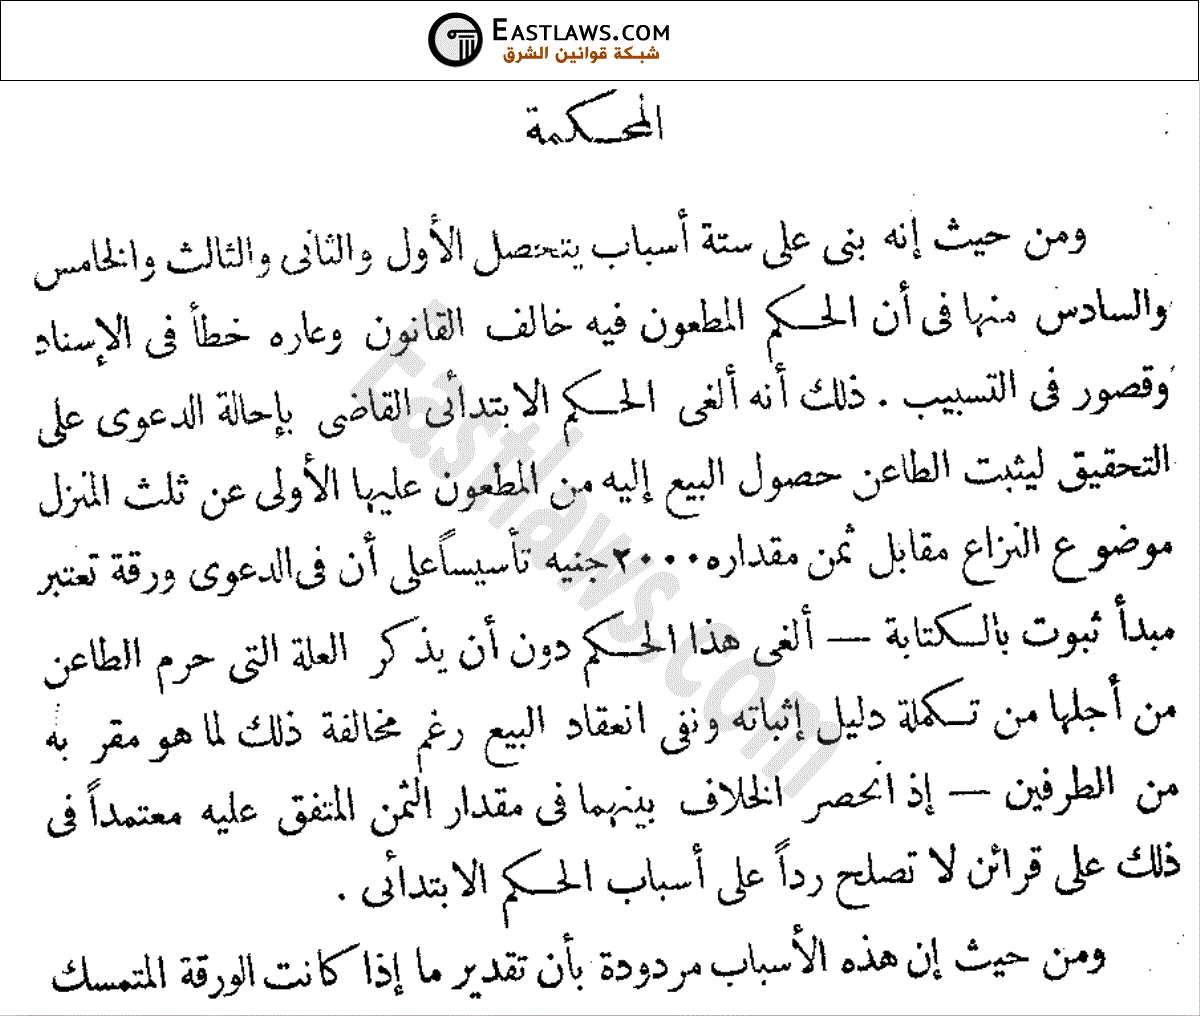 EASTLAWS.COM
شبكة قوانين الشرق
المحكمة
ومن حيث إنه بنى على ستة أسباب يتحصل الأول والثانى والثالث والخامس
والسادس منها فى أن الحكم المطعون فيه خالف القانون وعاره خطأ فى الإسناد
وقصور فى التسبيب . ذلك أنه ألغى الحكم الابتدائى القاضى بإحالة الدعوى على
التحقيق ليثبت الطاعن حصول البيع إليه من المطعون عليها الأولى عن ثلث المنزل
موضوع النزاع مقابل ثمن مقداره ٢٠٠٠ جنيه تأسيساً على أن فى الدعوى ورقة تعتبر
مبدأ ثبوت بالكتابة — ألغى هذا الحكم دون أن يذكر العلة التى حرم الطاعن
من أجلها من تكملة دليل إثباته ونفى انعقاد البيع رغم مخالفة ذلك لما هو مقر به
من الطرفين — إذ انحصر الخلاف بينهما فى مقدار الثمن المتفق عليه معتمداً فى
ذلك على قرائن لا تصلح رداً على أسباب الحكم الابتدائى .
ومن حيث إن هذه الأسباب مردودة بأن تقدير ما إذا كانت الورقة المتمسك
Eastlaws.com